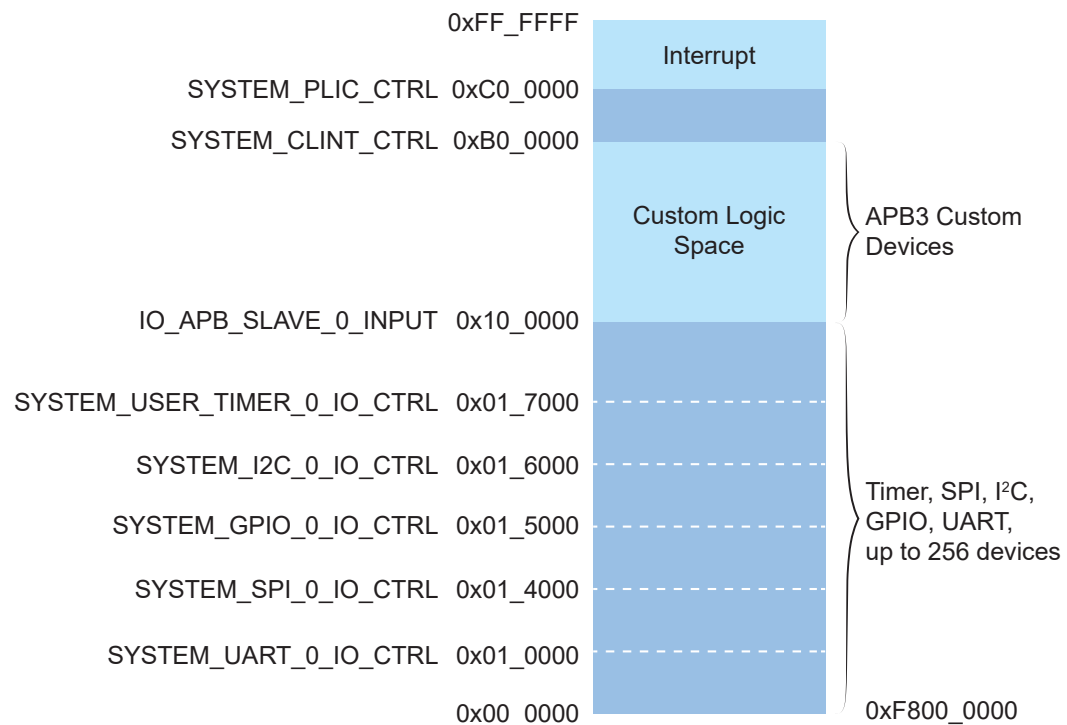 0xFF_FFFF
Interrupt
SYSTEM_PLIC_CTRL 0xC0_0000
SYSTEM_CLINT_CTRL 0xB0_0000
Custom Logic
Space
APB3 Custom
Devices
IO_APB_SLAVE_0_INPUT 0x10_0000
SYSTEM_USER_TIMER_0_IO_CTRL 0x01_7000
SYSTEM_I2C_0_IO_CTRL 0x01_6000
SYSTEM_GPIO_0_IO_CTRL 0x01_5000
Timer, SPI, I²C,
GPIO, UART,
up to 256 devices
SYSTEM_SPI_0_IO_CTRL 0x01_4000
SYSTEM_UART_0_IO_CTRL 0x01_0000
0x00_0000
0xF800_0000